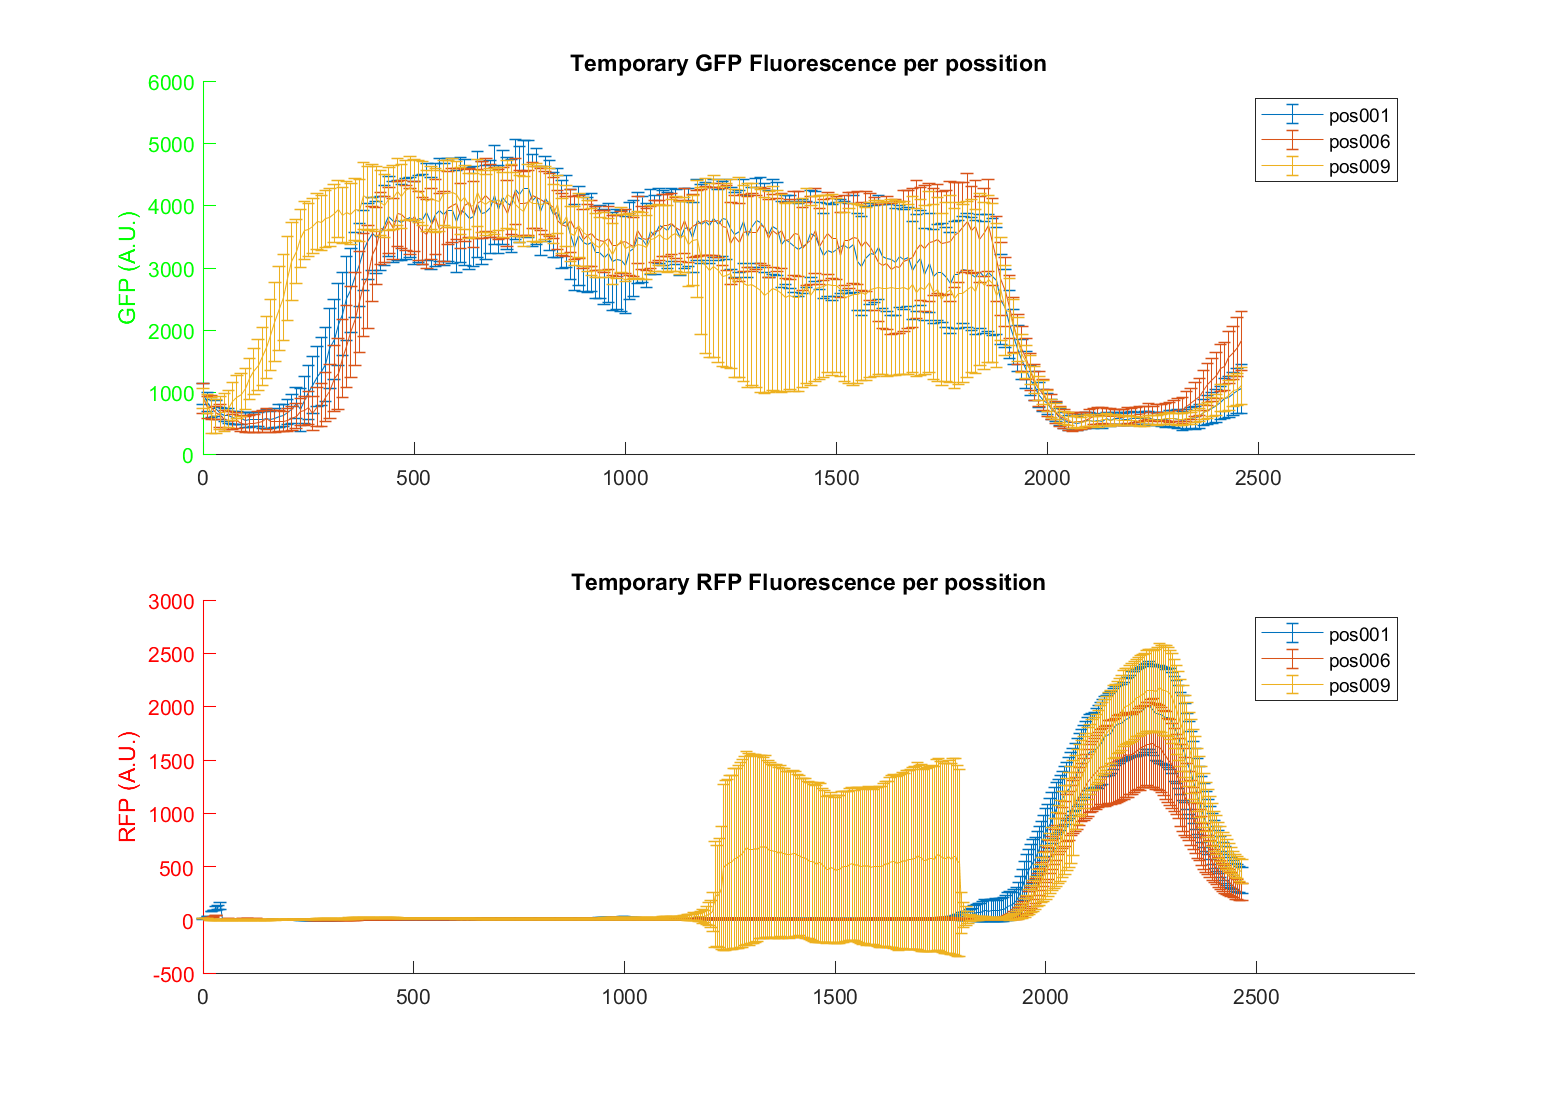 Temporary GFP Fluorescence per possition
6000
5000
4000
3000
2000
1000
0
GFP (A.U.)
0 500 1000 1500 2000 2500
pos001
pos006
pos009
Temporary RFP Fluorescence per possition
3000
2500
2000
1500
1000
500
0
-500
RFP (A.U.)
0 500 1000 1500 2000 2500
pos001
pos006
pos009